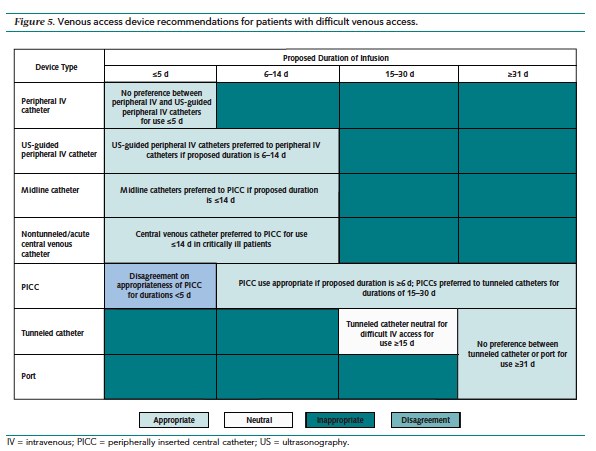 Figure 5. Venous access device recommendations for patients with difficult venous access.
Device Type
Proposed Duration of Infusion
≤5 d
6–14 d
15–30 d
≥31 d
Peripheral IV
catheter
No preference between
peripheral IV and US-guided
peripheral IV catheters
for use ≤5 d
US-guided
peripheral IV catheter
US-guided peripheral IV catheters preferred to peripheral IV
catheters if proposed duration is 6–14 d
Midline catheter
Midline catheters preferred to PICC if proposed duration
is ≤14 d
Nontunneled/acute
central venous
catheter
Central venous catheter preferred to PICC for use
≤14 d in critically ill patients
PICC
Disagreement on
appropriateness of PICC
for durations <5 d
PICC use appropriate if proposed duration is ≥6 d; PICCs preferred to tunneled catheters for
durations of 15–30 d
Tunneled catheter
Tunneled catheter neutral for
difficult IV access for
use ≥15 d
No preference between
tunneled catheter or port for
use ≥31 d
Port
Appropriate
Neutral
Inappropriate
Disagreement
IV = intravenous; PICC = peripherally inserted central catheter; US = ultrasonography.